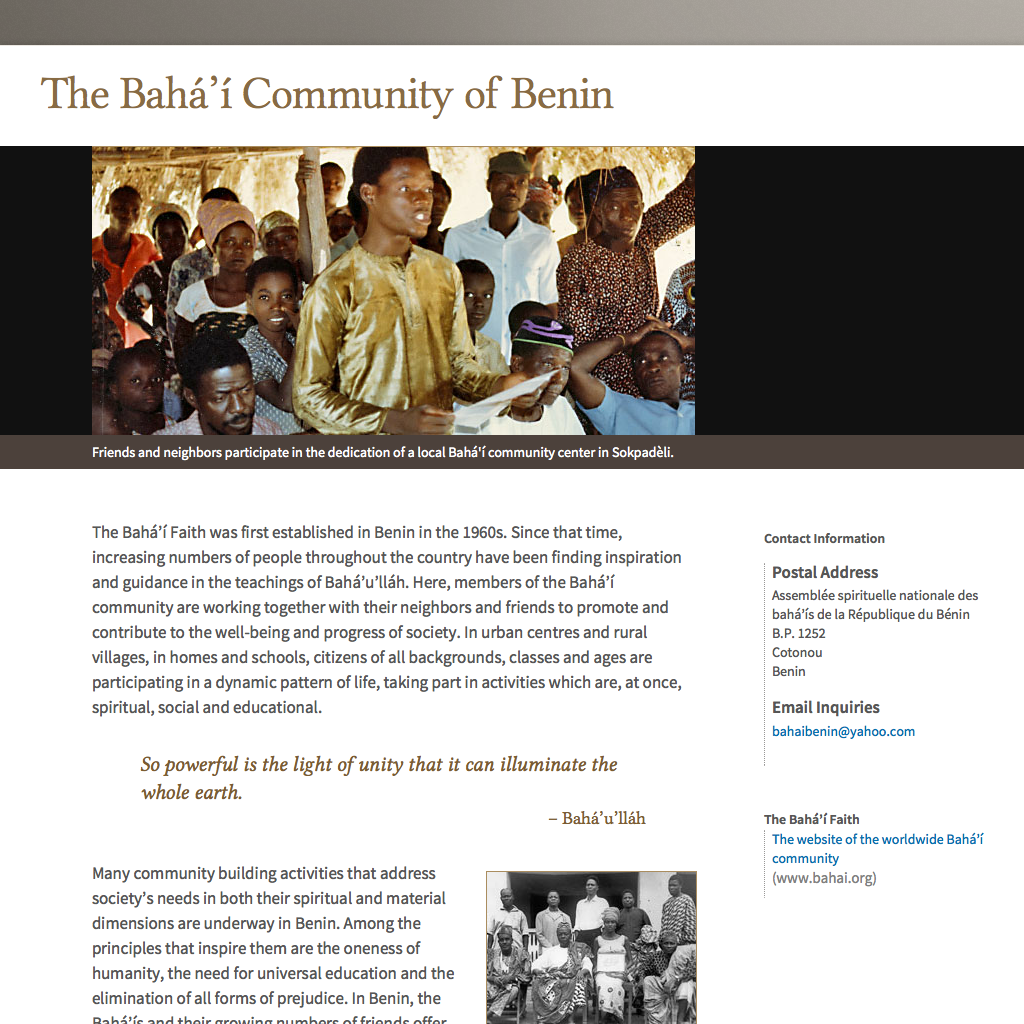 The Bahá’í Community of Benin
Friends and neighbors participate in the dedication of a local Bahá'í community center in Sokpadèli.
The Bahá’í Faith was first established in Benin in the 1960s. Since that time,
increasing numbers of people throughout the country have been finding inspiration
and guidance in the teachings of Bahá’u’lláh. Here, members of the Bahá’í
community are working together with their neighbors and friends to promote and
contribute to the well-being and progress of society. In urban centres and rural
villages, in homes and schools, citizens of all backgrounds, classes and ages are
participating in a dynamic pattern of life, taking part in activities which are, at once,
spiritual, social and educational.
So powerful is the light of unity that it can illuminate the
whole earth.
– Bahá’u’lláh
Many community building activities that address
society’s needs in both their spiritual and material
dimensions are underway in Benin. Among the
principles that inspire them are the oneness of
humanity, the need for universal education and the
elimination of all forms of prejudice. In Benin, the
Bahá’ís and their growing numbers of friends offer
Contact Information
Postal Address
Assemblée spirituelle nationale des
bahá’ís de la République du Bénin
B.P. 1252
Cotonou
Benin
Email Inquiries
bahaibenin@yahoo.com
The Bahá’í Faith
The website of the worldwide Bahá’í
community
(www.bahai.org)